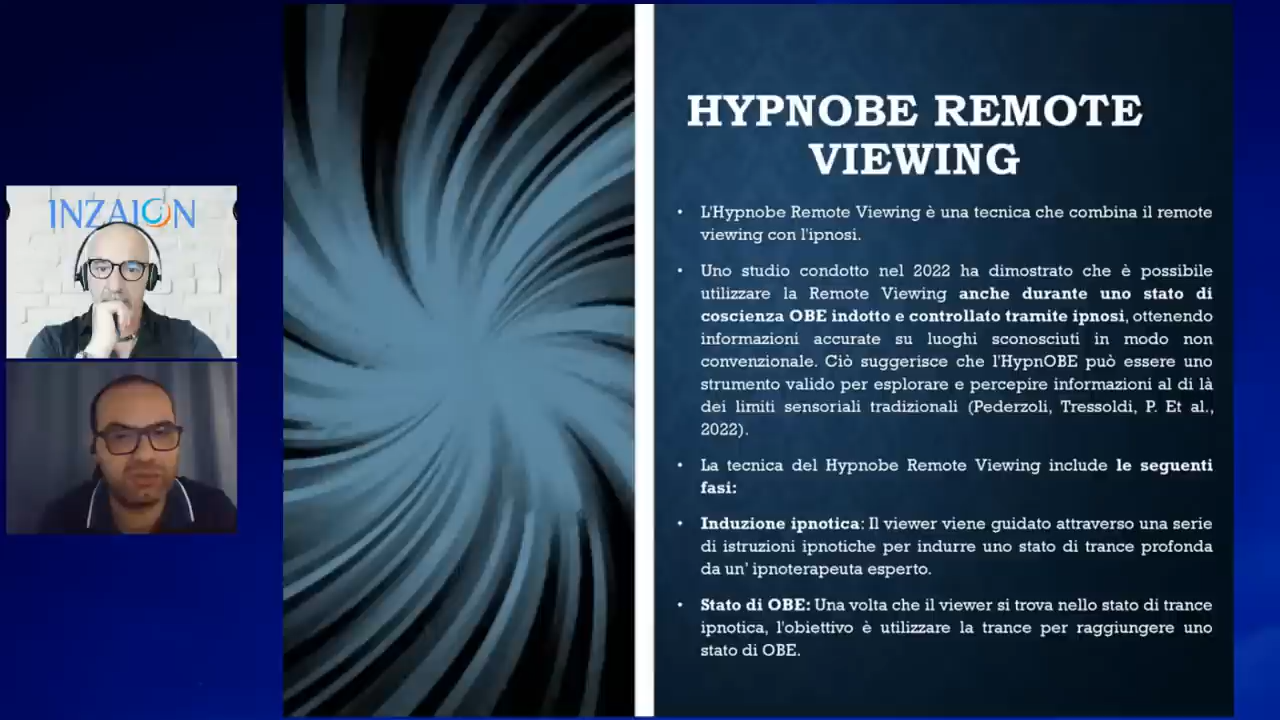 INZAION
HYPNOBE REMOTE
VIEWING
• L'Hypnobe Remote Viewing è una tecnica che combina il remote
viewing con l'ipnosi.
• Uno studio condotto nel 2022 ha dimostrato che è possibile
utilizzare la Remote Viewing anche durante uno stato di
coscienza OBE indotto e controllato tramite ipnosi, ottenendo
informazioni accurate su luoghi sconosciuti in modo non
convenzionale. Ciò suggerisce che l'HypnOBE può essere uno
strumento valido per esplorare e percepire informazioni al di là
dei limiti sensoriali tradizionali (Pederzoli, Tressoldi, P. Et al.,
2022).
• La tecnica del Hypnobe Remote Viewing include le seguenti
fasi:
• Induzione ipnotica: Il viewer viene guidato attraverso una serie
di istruzioni ipnotiche per indurre uno stato di trance profonda
da un' ipnoterapeuta esperto.
• Stato di OBE: Una volta che il viewer si trova nello stato di trance
ipnotica, l'obiettivo è utilizzare la trance per raggiungere uno
stato di OBE.